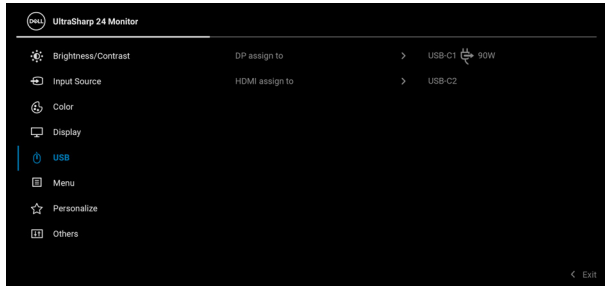 DELL UltraSharp 24 Monitor
Brightness/Contrast DP assign to > USB-C1 90W
Input Source HDMI assign to > USB-C2
Color
Display
USB
Menu
Personalize
Others
< Exit